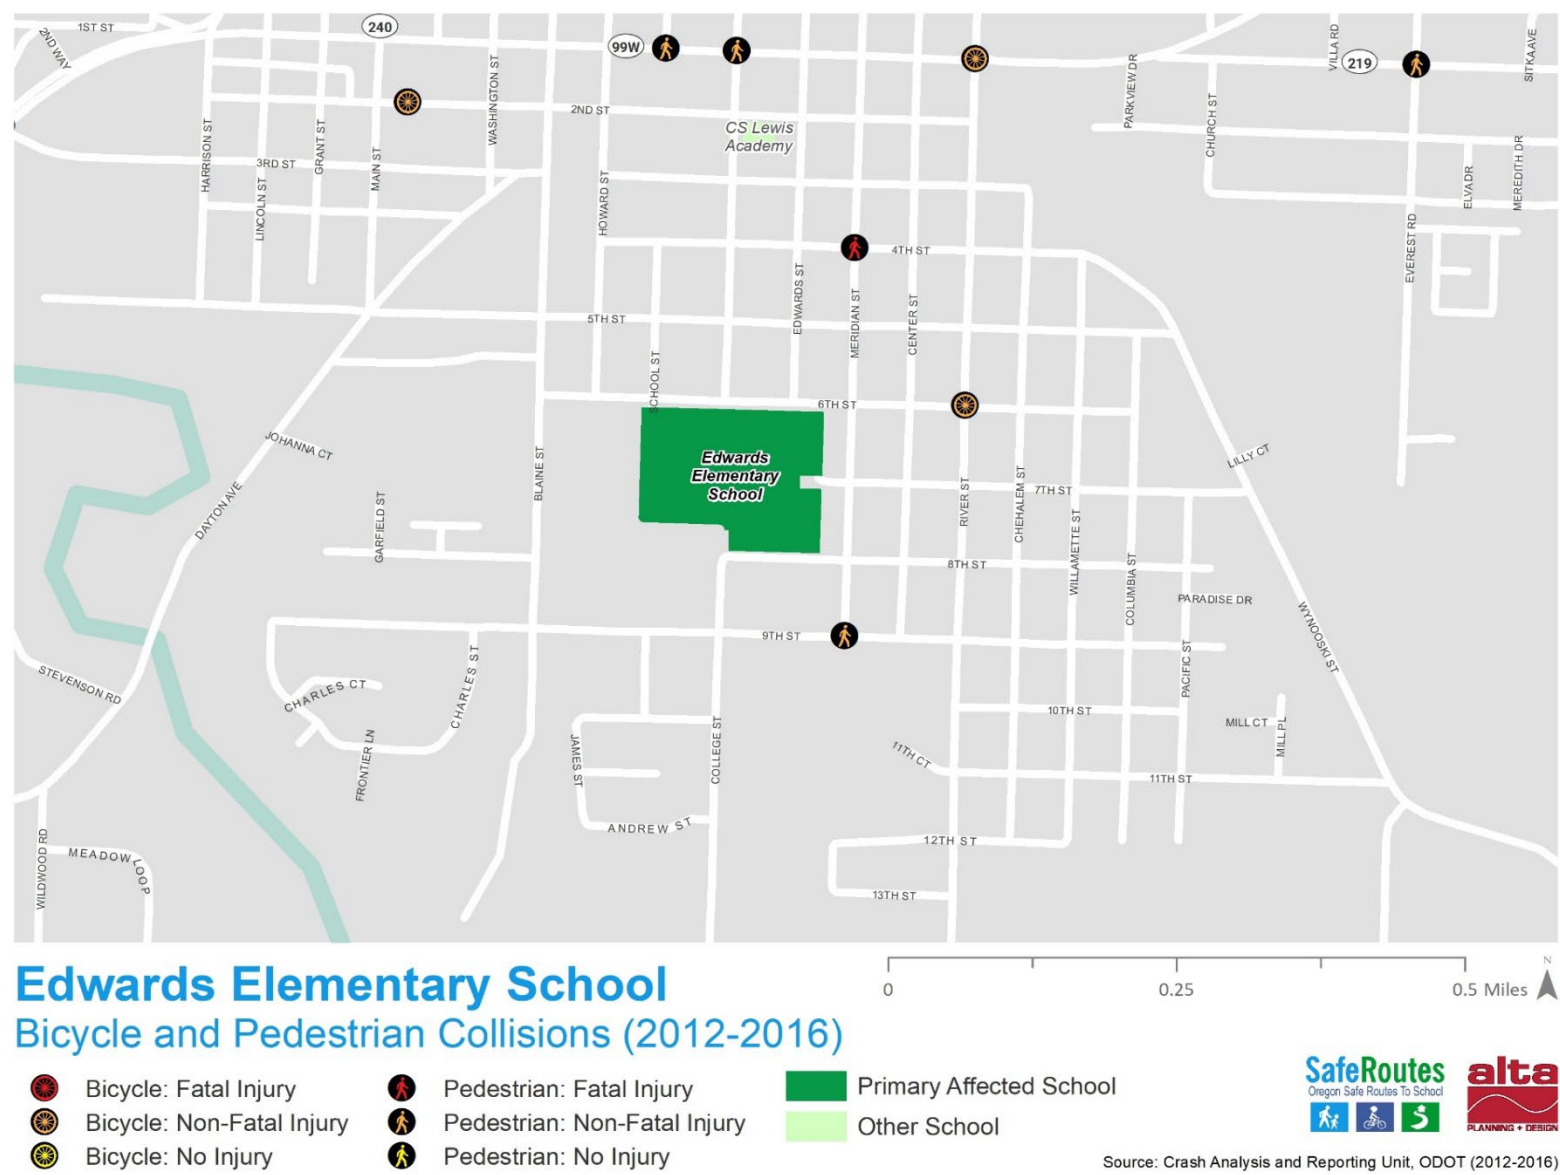 1ST ST
2ND WAY
240
99W
219
VILLA RD
SITKA AVE
WASHINGTON ST
PARKVIEW DR
2ND ST
CS Lewis
Academy
HARRISON ST
GRANT ST
MAIN ST
CHURCH ST
MEREDITH DR
3RD ST
LINCOLN ST
HOWARD ST
ELVA DR
EVEREST RD
4TH ST
EDWARDS ST
MERIDIAN ST
CENTER ST
5TH ST
SCHOOL ST
6TH ST
JOHANNA CT
BLAINE ST
Edwards
Elementary
School
LILLY CT
DAYTON AVE
GARFIELD ST
RIVER ST
CHEHALEM ST
7TH ST
WILLAMETTE ST
COLUMBIA ST
8TH ST
PARADISE DR
WYNOOSKI ST
9TH ST
PACIFIC ST
STEVENSON RD
CHARLES CT
CHARLES ST
FRONTIER LN
JAMES ST
COLLEGE ST
10TH ST
MILL CT
MILL PL
11TH CT
11TH ST
ANDREW ST
12TH ST
WILDWOOD RD
MEADOW LOOP
13TH ST
Edwards Elementary School
Bicycle and Pedestrian Collisions (2012-2016)
0
0.25
0.5 Miles
N
Bicycle: Fatal Injury
Bicycle: Non-Fatal Injury
Bicycle: No Injury
Pedestrian: Fatal Injury
Pedestrian: Non-Fatal Injury
Pedestrian: No Injury
Primary Affected School
Other School
SafeRoutes
Oregon Safe Routes To School
alta
PLANNING + DESIGN
Source: Crash Analysis and Reporting Unit, ODOT (2012-2016)